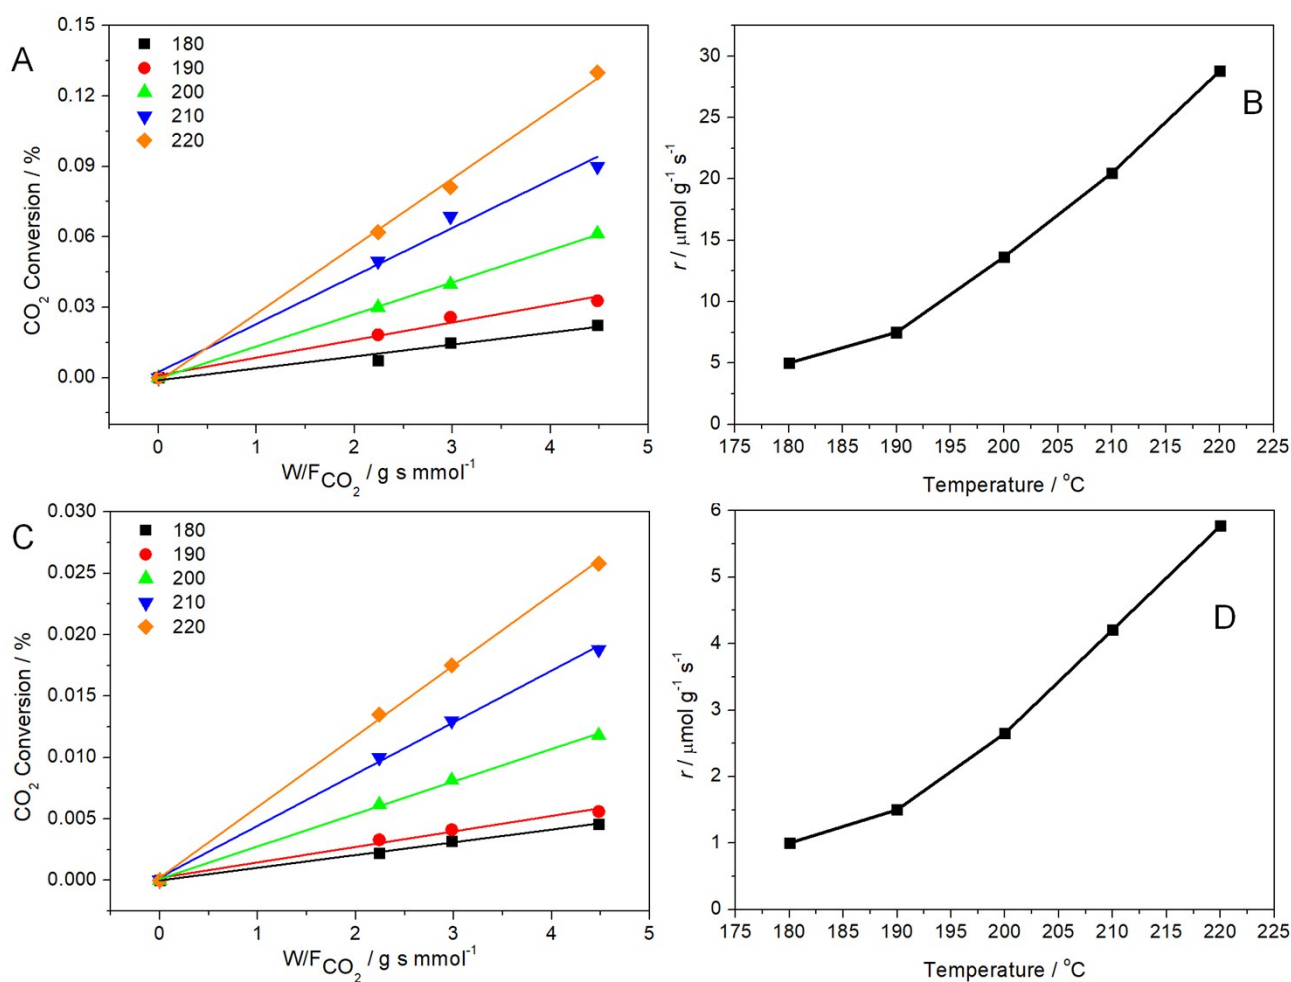 A
0.15
0.12
0.09
0.06
0.03
0.00
CO2 Conversion / %
180
190
200
210
220
0 1 2 3 4 5
W/FCO2 / g s mmol-1
B
30
25
20
15
10
5
0
r / μmol g-1 s-1
175 180 185 190 195 200 205 210 215 220 225
Temperature / oC
C
0.030
0.025
0.020
0.015
0.010
0.005
0.000
CO2 Conversion / %
180
190
200
210
220
0 1 2 3 4 5
W/FCO2 / g s mmol-1
D
6
5
4
3
2
1
0
r / μmol g-1 s-1
175 180 185 190 195 200 205 210 215 220 225
Temperature / oC